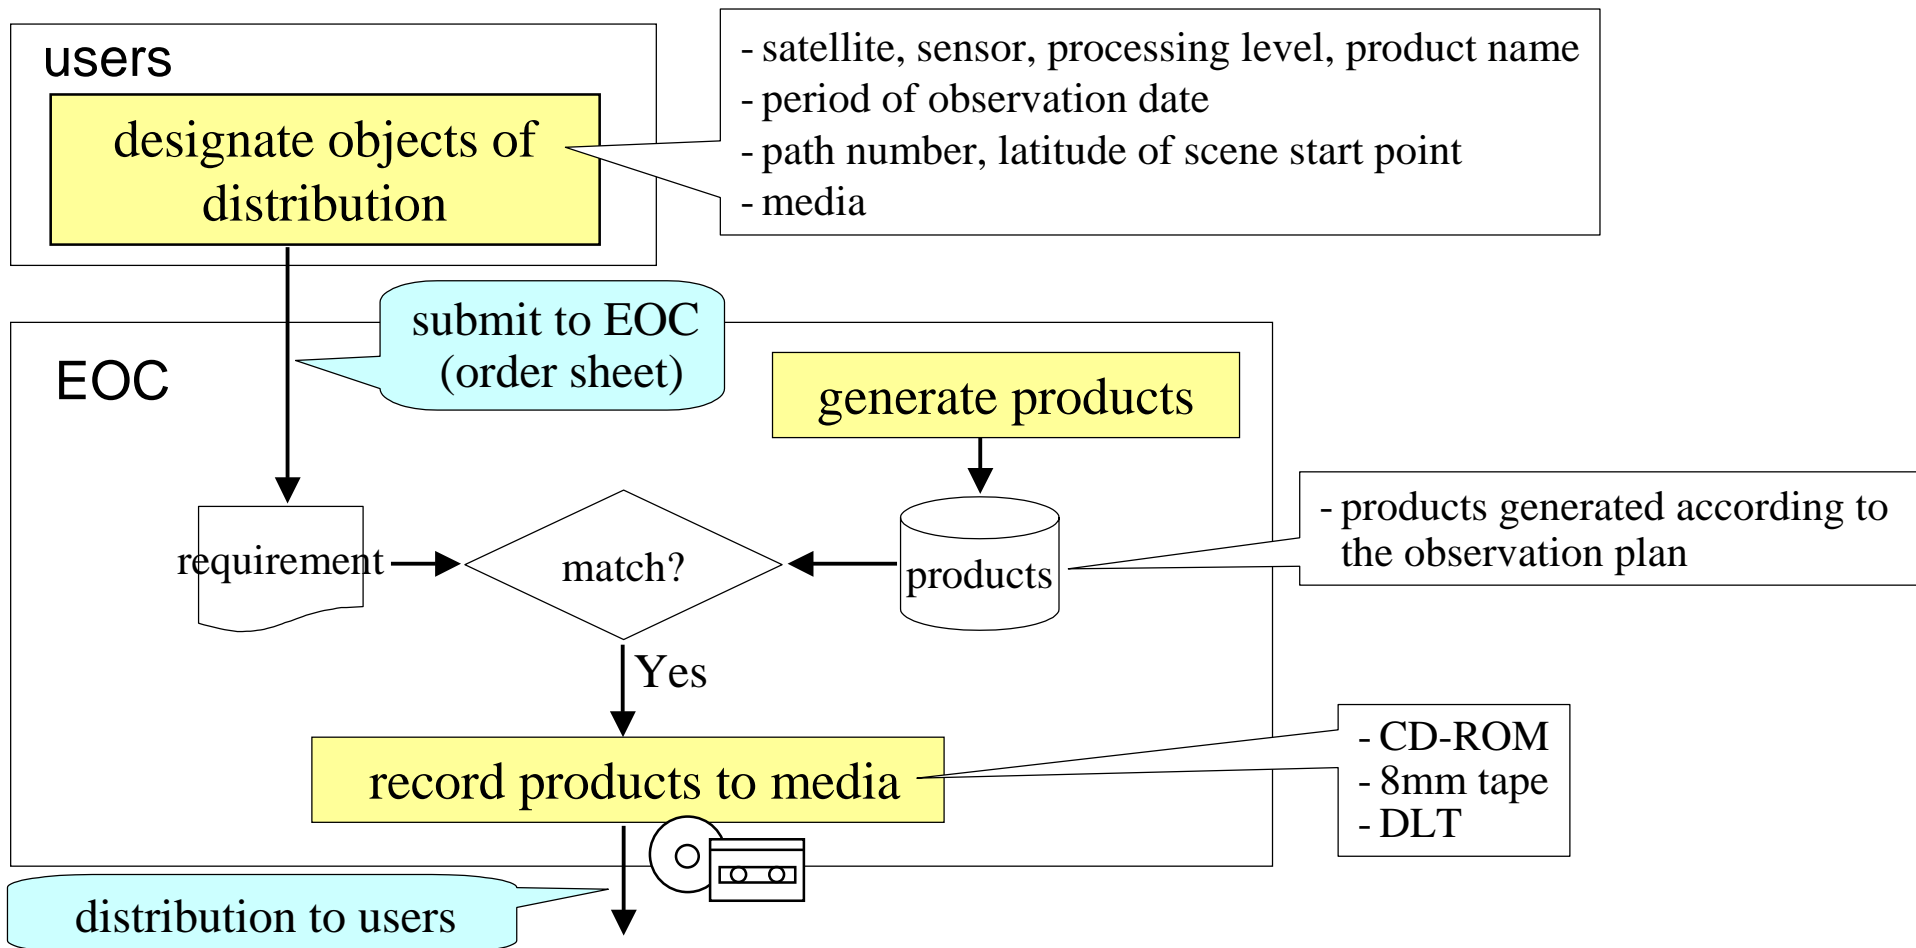 users
designate objects of
distribution
- satellite, sensor, processing level, product name
- period of observation date
- path number, latitude of scene start point
- media
submit to EOC
(order sheet)
EOC
generate products
requirement
match?
products
- products generated according to
the observation plan
Yes
record products to media
- CD-ROM
- 8mm tape
- DLT
distribution to users